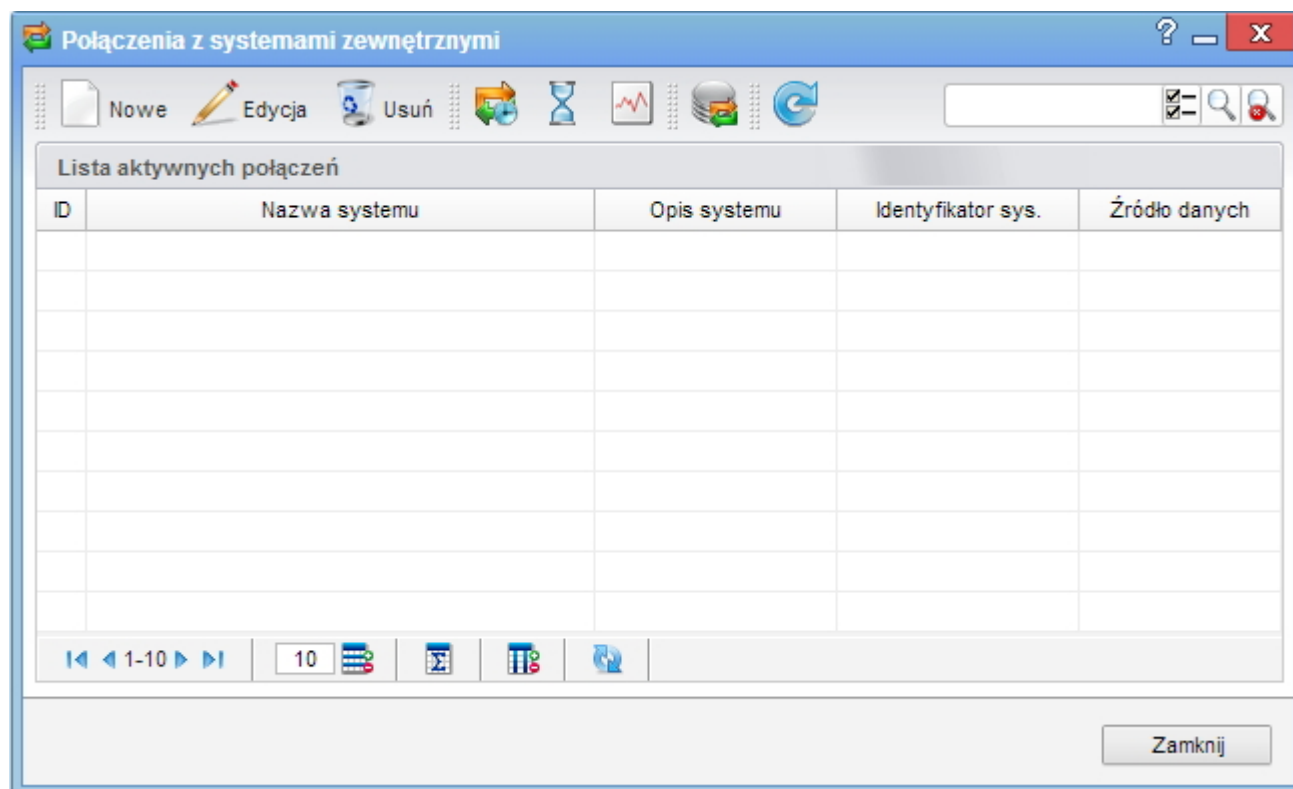 Połączenia z systemami zewnętrznymi
Nowe Edycja Usuń
Lista aktywnych połączeń
ID Nazwa systemu Opis systemu Identyfikator sys. Źródło danych
1-10 10
Zamknij